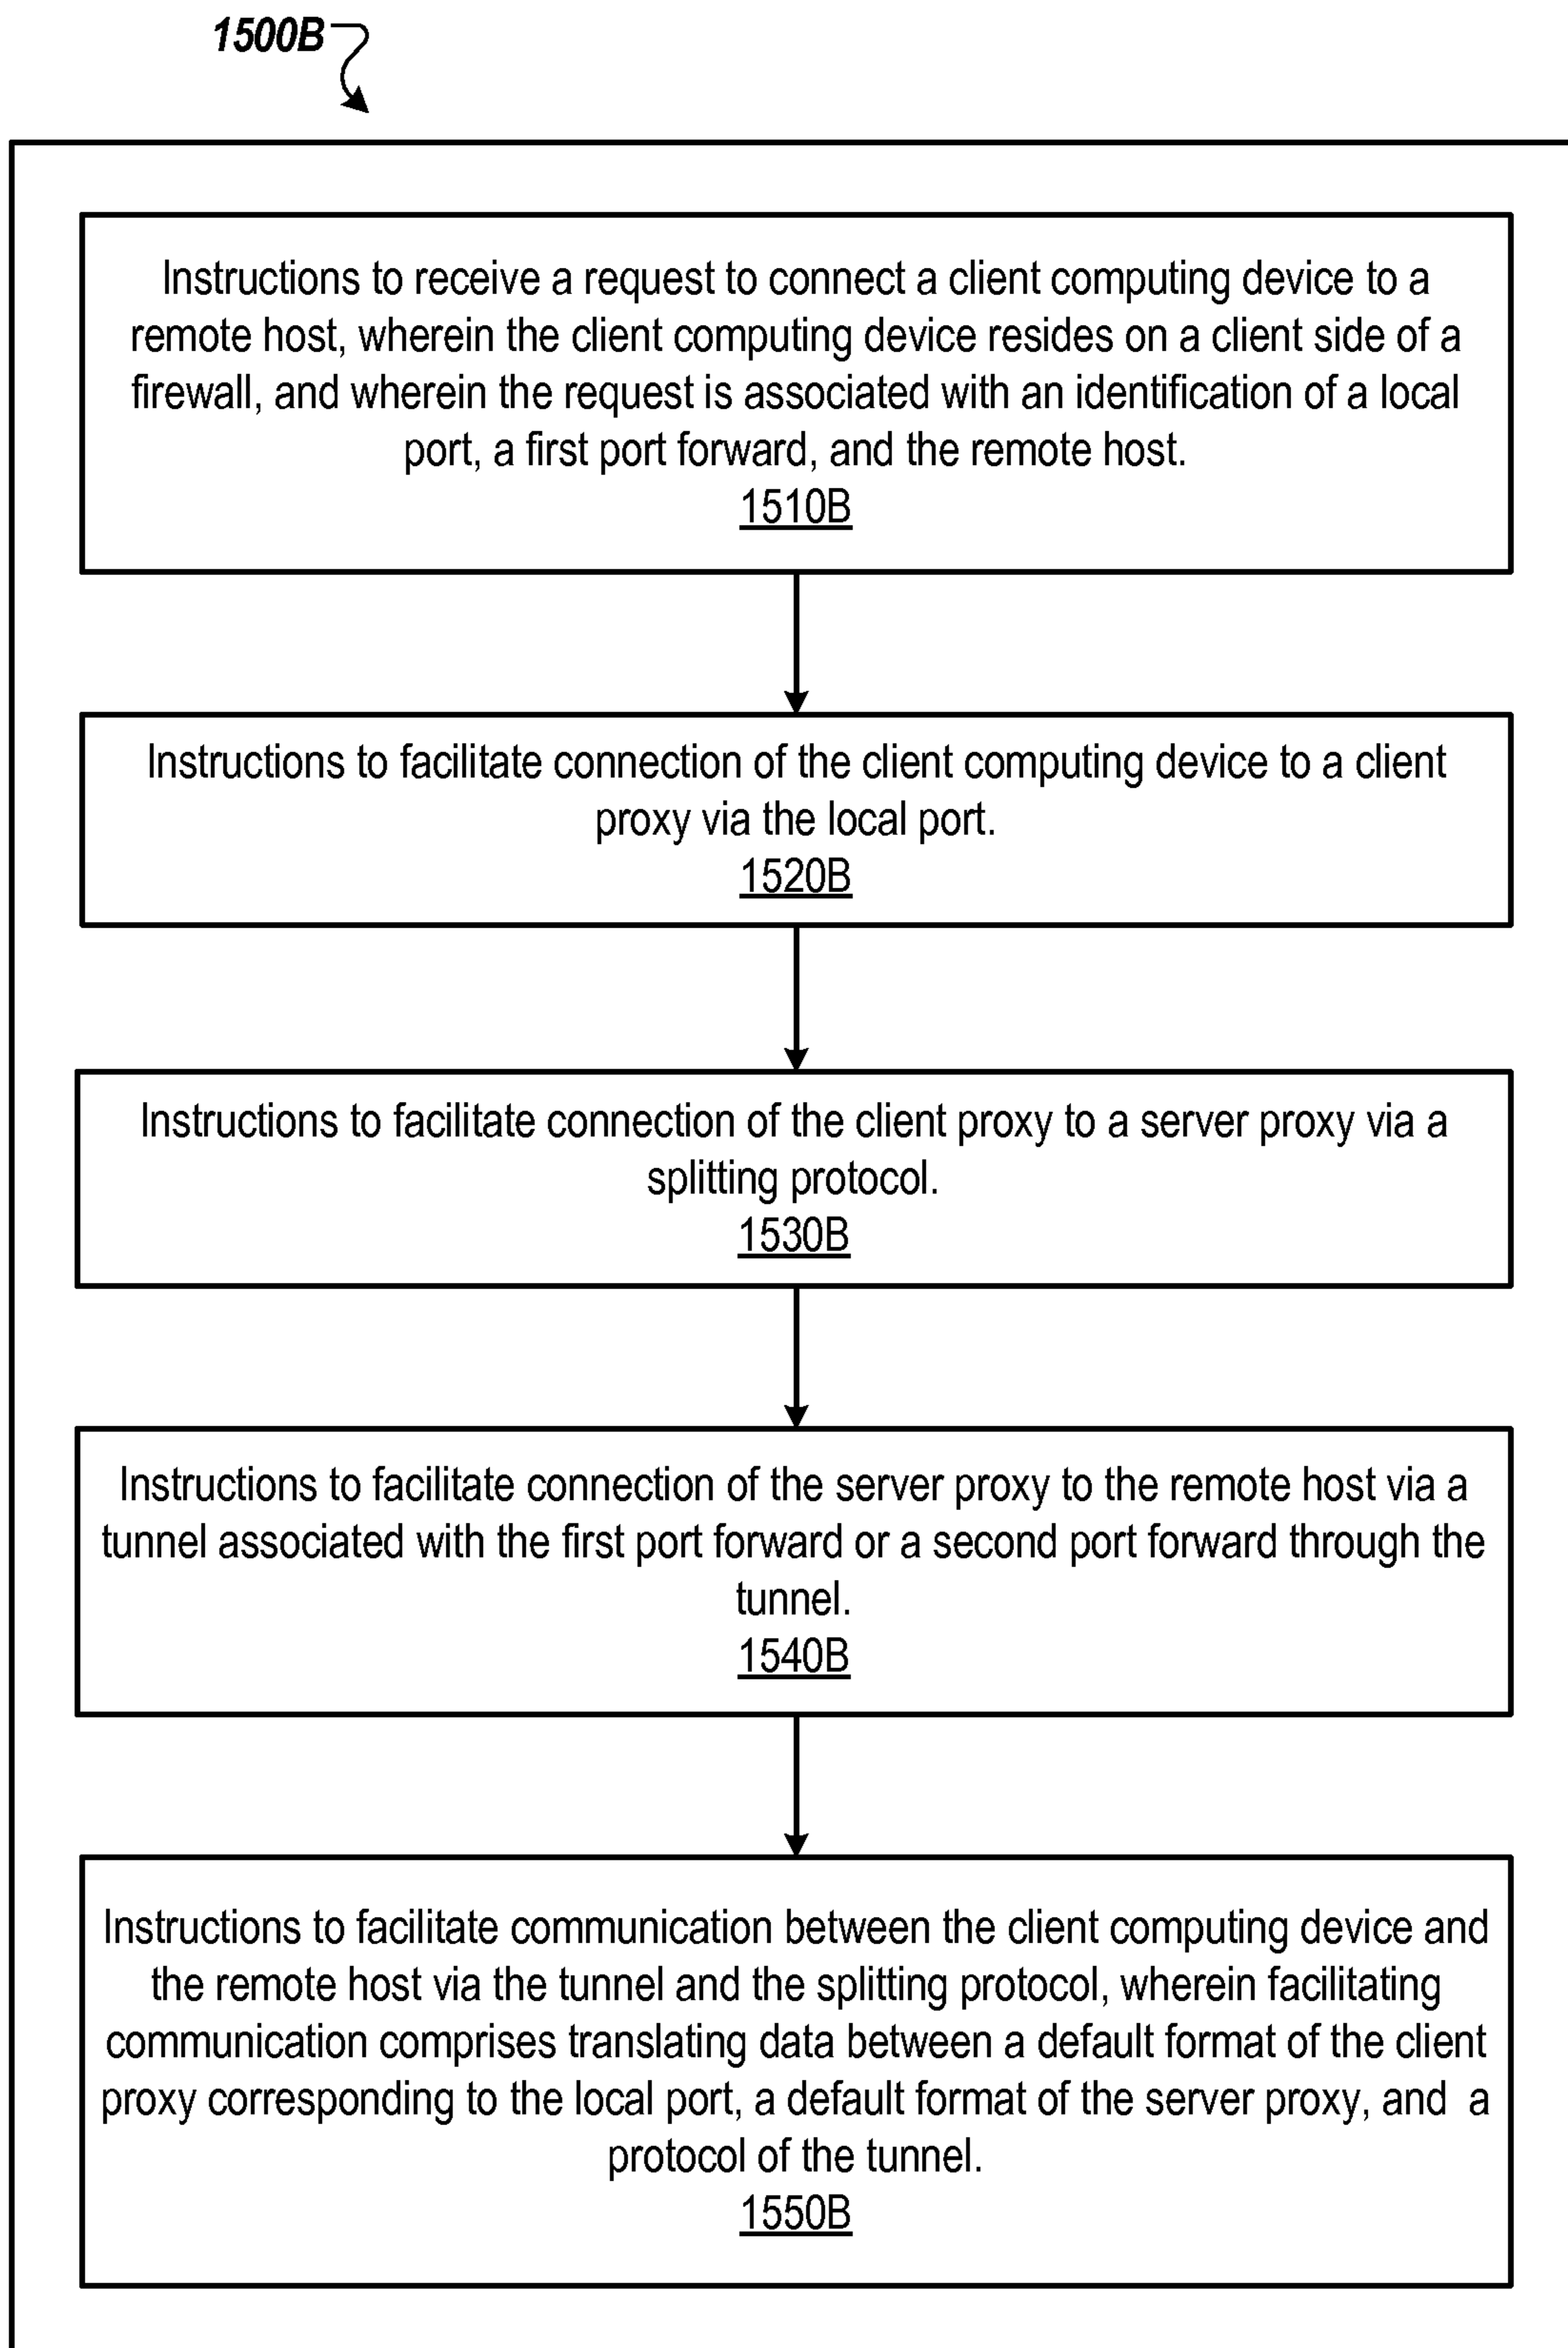 1500B
Instructions to receive a request to connect a client computing device to a
remote host, wherein the client computing device resides on a client side of a
firewall, and wherein the request is associated with an identification of a local
port, a first port forward, and the remote host.
1510B
Instructions to facilitate connection of the client computing device to a client
proxy via the local port.
1520B
Instructions to facilitate connection of the client proxy to a server proxy via a
splitting protocol.
1530B
Instructions to facilitate connection of the server proxy to the remote host via a
tunnel associated with the first port forward or a second port forward through the
tunnel.
1540B
Instructions to facilitate communication between the client computing device and
the remote host via the tunnel and the splitting protocol, wherein facilitating
communication comprises translating data between a default format of the client
proxy corresponding to the local port, a default format of the server proxy, and a
protocol of the tunnel.
1550B